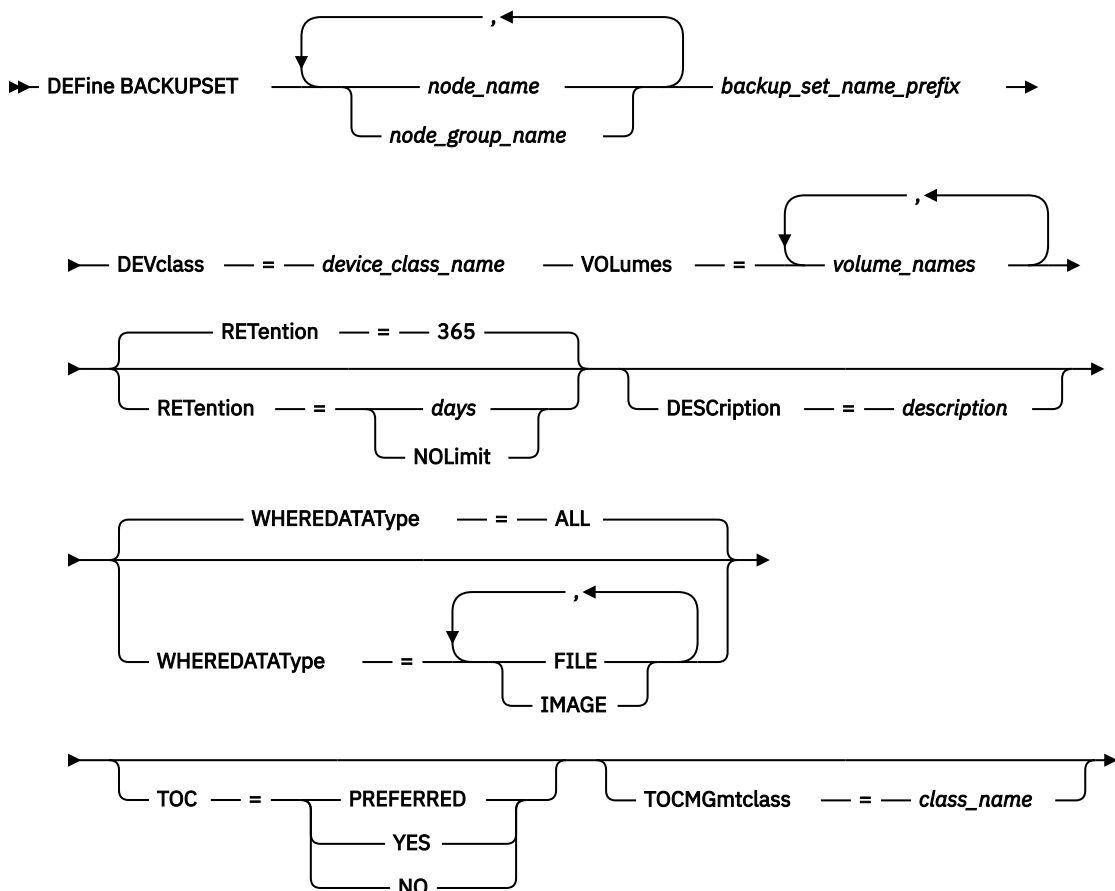 ,
DEFine BACKUPSET node_name backup_set_name_prefix
node_group_name
,
DEVclass = device_class_name VOLumes = volume_names
RETention = 365
RETention = days
NOLimit
DESCription = description
WHEREDATAType = ALL
,
WHEREDATAType = FILE
IMAGE
TOC = PREFERRED
YES
NO
TOCMGmtclass = class_name